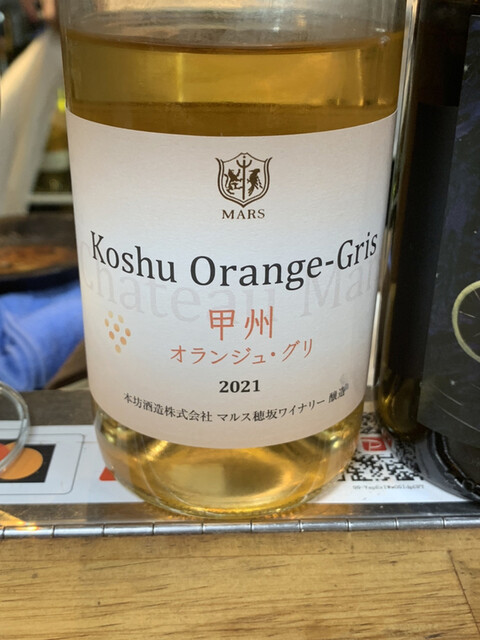 MARS
Koshu Orange-Gris
Chateau Mars
甲州
オランジュ・グリ
2021
本坊酒造株式会社 マルス穂坂ワイナリー 醸造